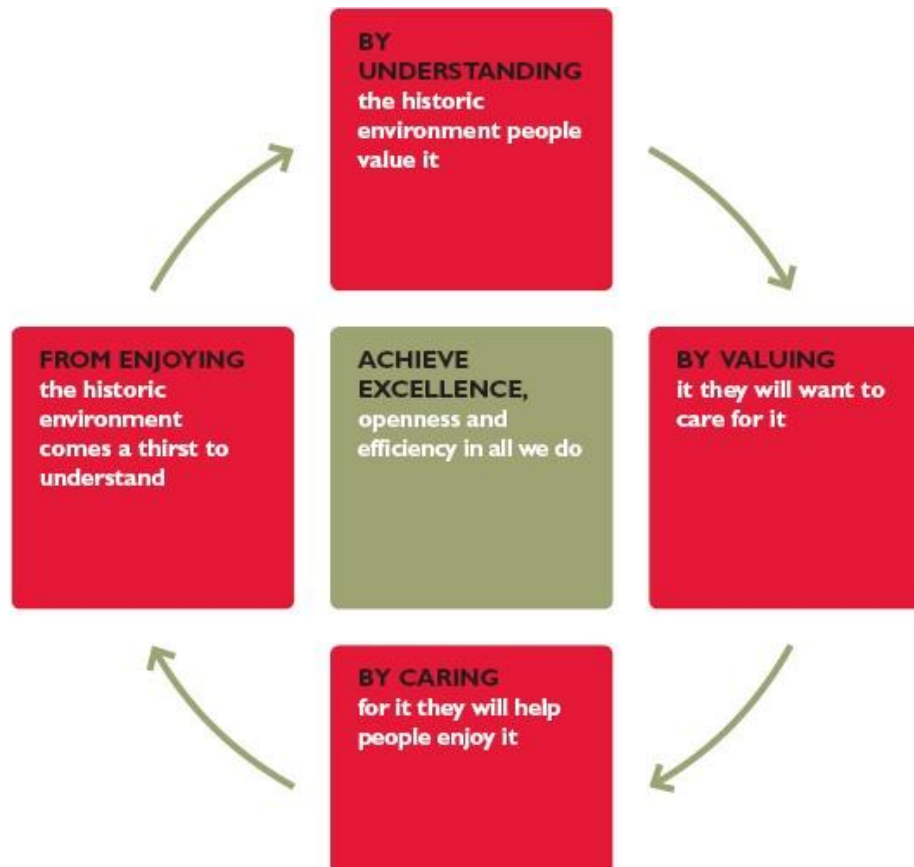 BY
UNDERSTANDING
the historic
environment people
value it
FROM ENJOYING
the historic
environment
comes a thirst to
understand
ACHIEVE
EXCELLENCE,
openness and
efficiency in all we do
BY VALUING
it they will want to
care for it
BY CARING
for it they will help
people enjoy it